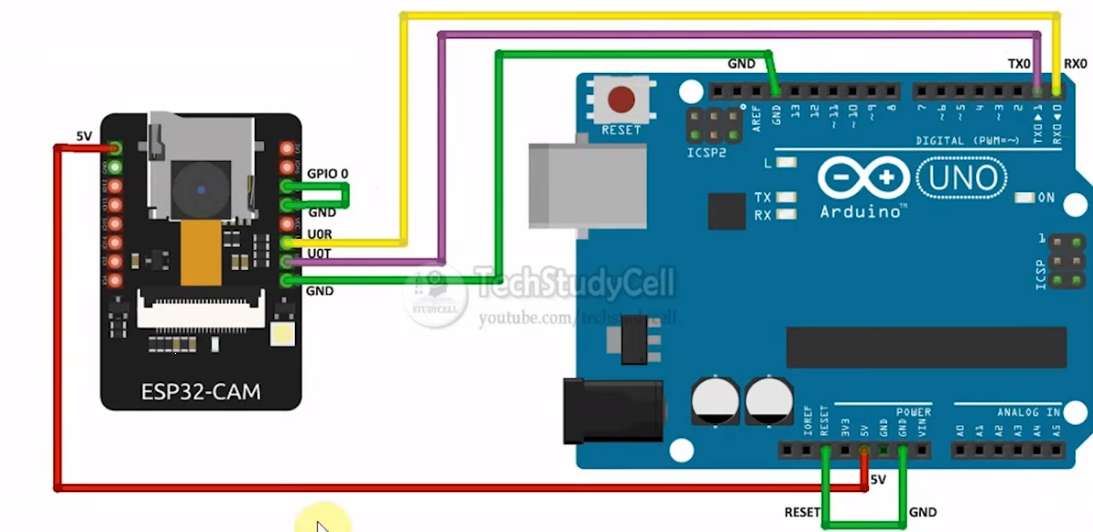 GND
TX0
RX0
5V
GPIO 0
GND
U0R
U0T
GND
ESP32-CAM
RESET
ICSP2
AREF
GND
13
12
~11
~10
~9
8
7
~6
~5
4
~3
2
TX0▶1
RX0◀0
DIGITAL (PWM=~)
L
TX
RX
Arduino™
UNO
ON
1
ICSP
TechStudyCell
youtube.com/techstudycell
STUDYCELL
POWER
ANALOG IN
IOREF
RESET
3V3
5V
GND
GND
VIN
A0
A1
A2
A3
A4
A5
5V
RESET
GND